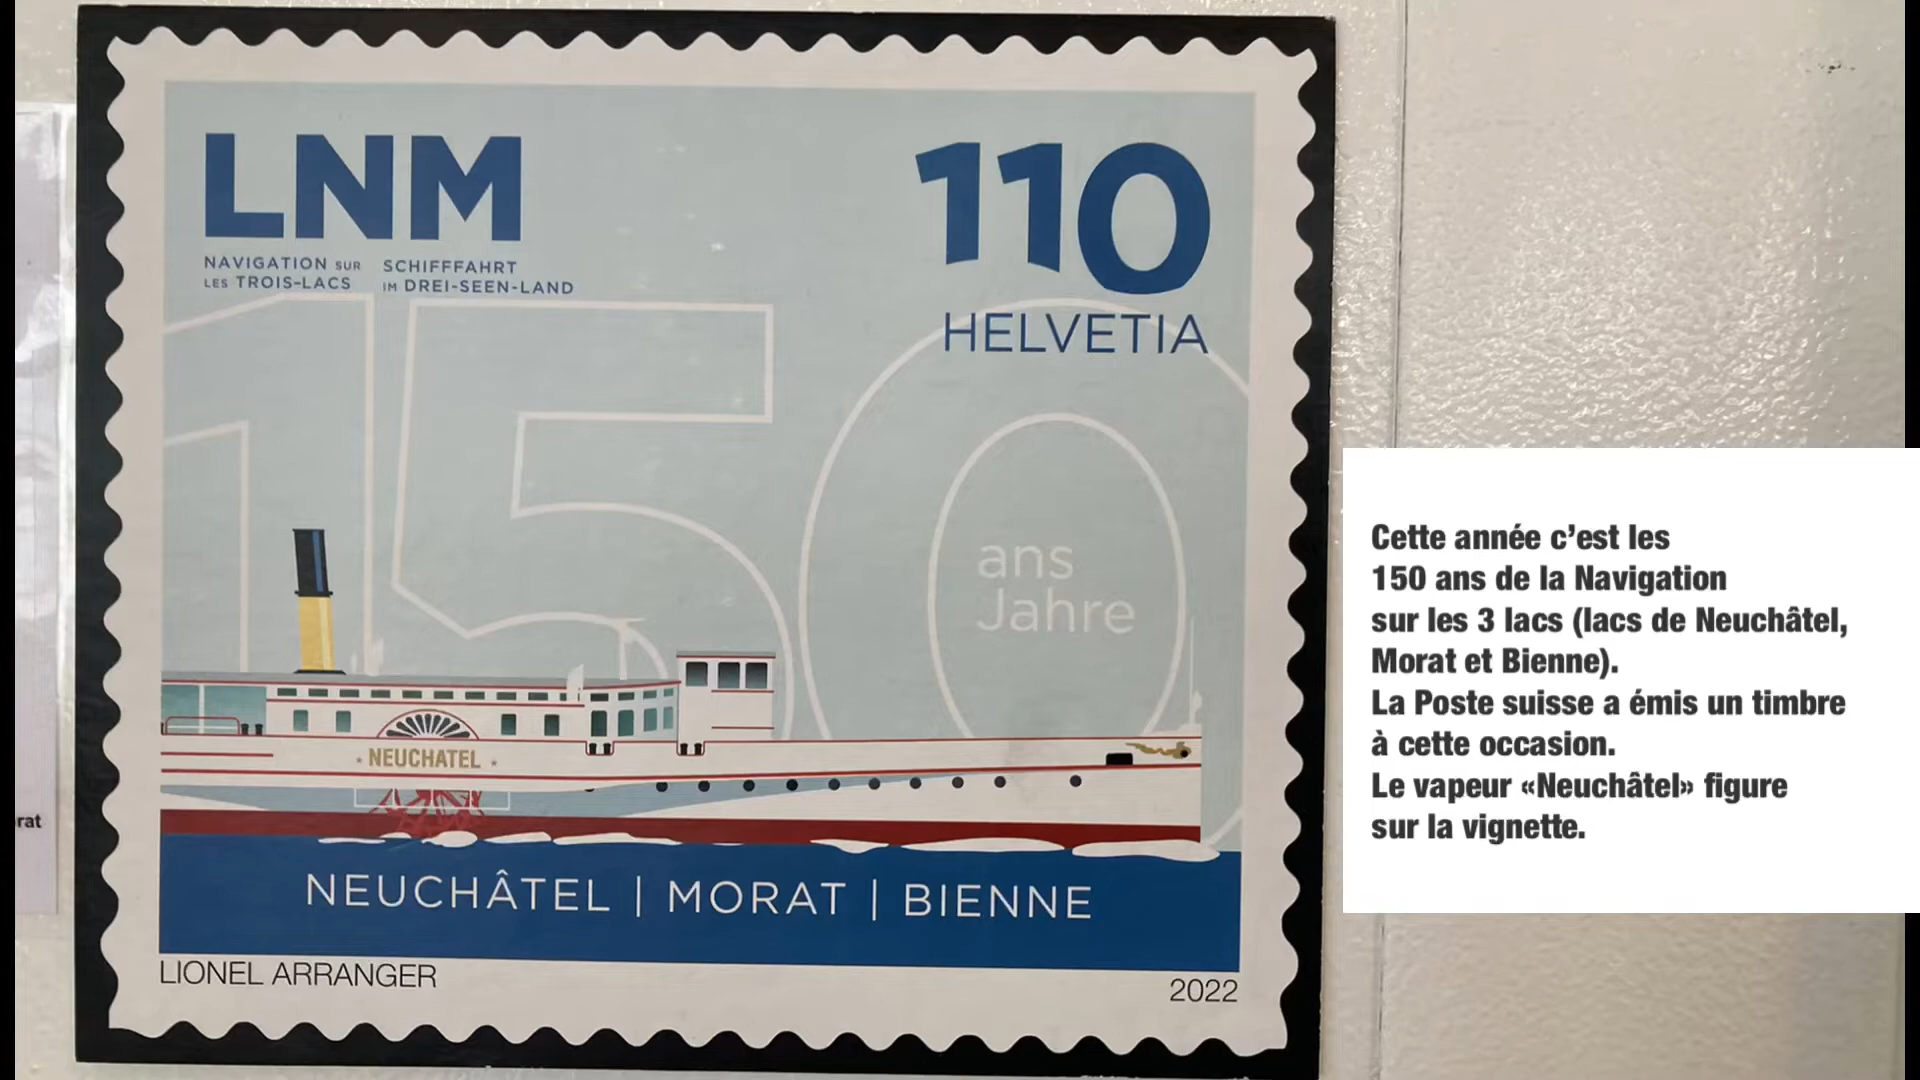 LNM
NAVIGATION SUR
LES TROIS-LACS
SCHIFFFAHRT
IM DREI-SEEN-LAND
110
HELVETIA
150
ans
Jahre
NEUCHATEL
NEUCHÂTEL | MORAT | BIENNE
LIONEL ARRANGER
2022
rat
Cette année c’est les
150 ans de la Navigation
sur les 3 lacs (lacs de Neuchâtel,
Morat et Bienne).
La Poste suisse a émis un timbre
à cette occasion.
Le vapeur «Neuchâtel» figure
sur la vignette.